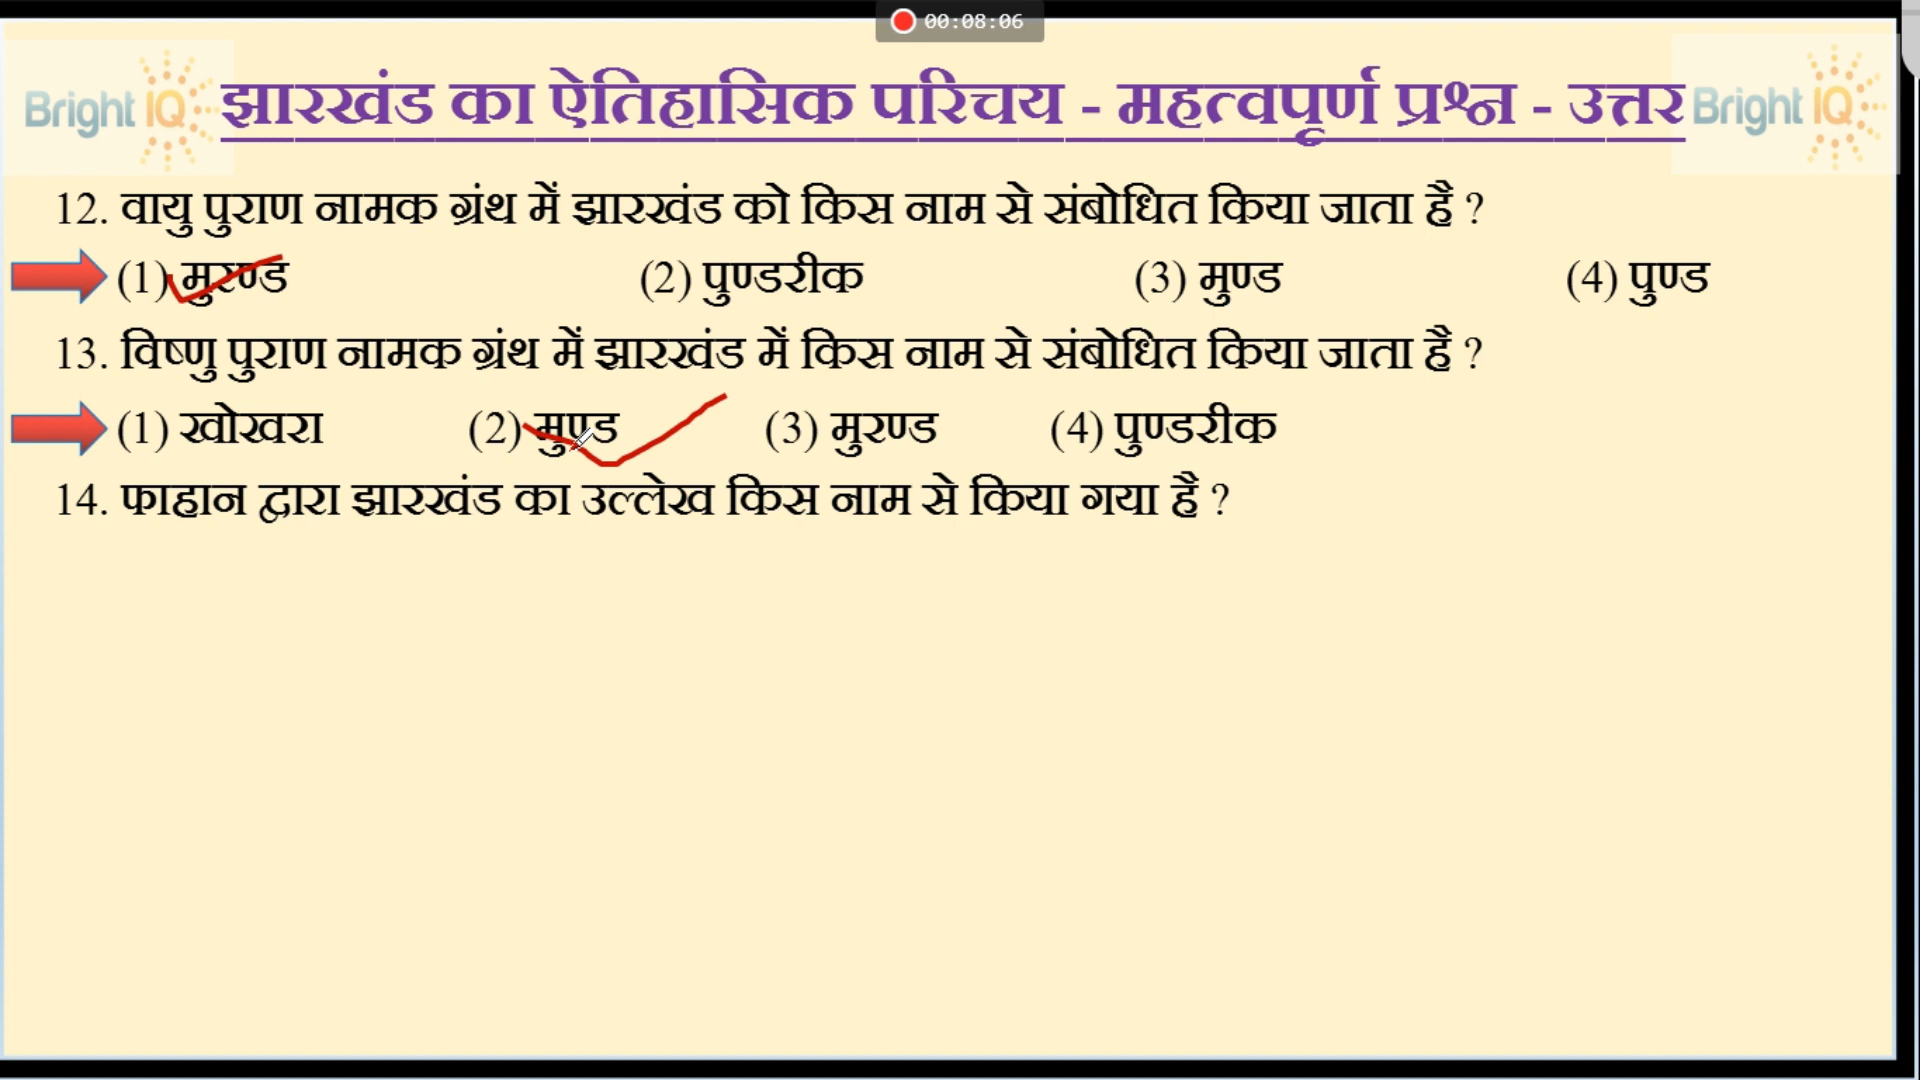 00:08:06
Bright IQ झारखंड का ऐतिहासिक परिचय - महत्वपूर्ण प्रश्न - उत्तर Bright IQ
12. वायु पुराण नामक ग्रंथ में झारखंड को किस नाम से संबोधित किया जाता है ?
(1) मुरण्ड (2) पुण्डरीक (3) मुण्ड (4) पुण्ड
13. विष्णु पुराण नामक ग्रंथ में झारखंड में किस नाम से संबोधित किया जाता है ?
(1) खोखरा (2) मुण्ड (3) मुरण्ड (4) पुण्डरीक
14. फाहान द्वारा झारखंड का उल्लेख किस नाम से किया गया है ?